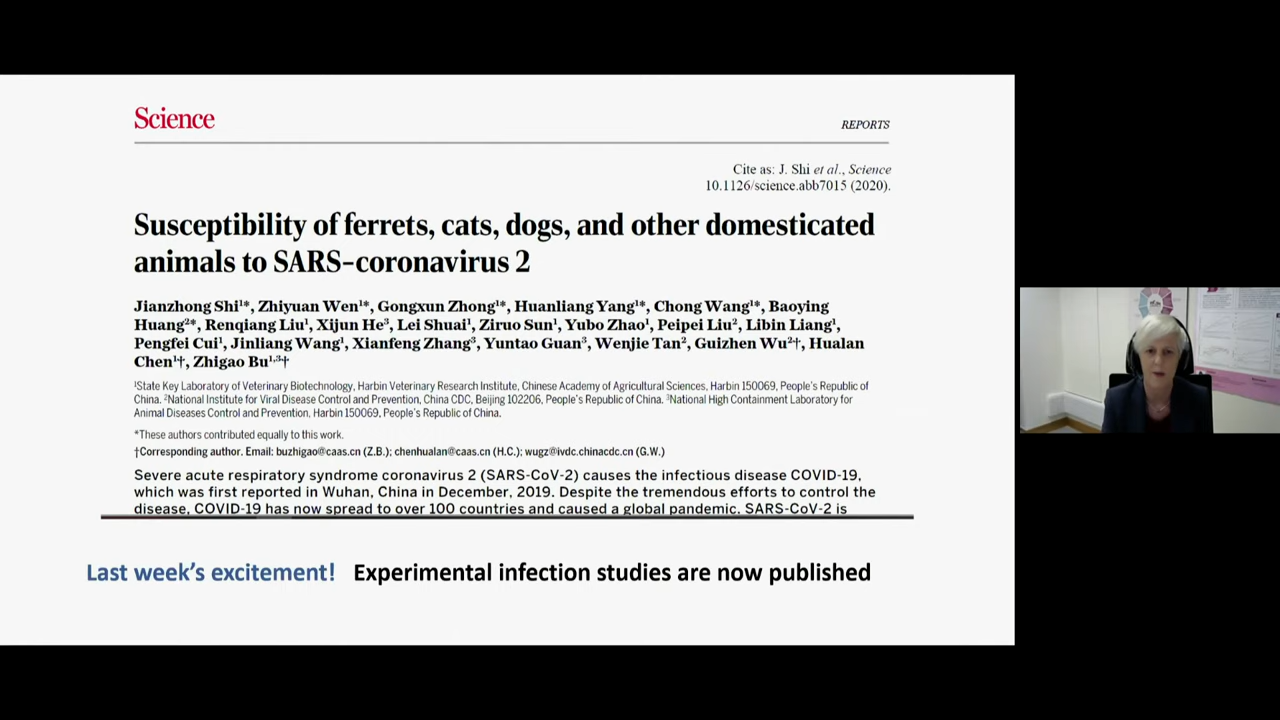 Science
REPORTS
Cite as: J. Shi et al., Science
10.1126/science.abb7015 (2020).
Susceptibility of ferrets, cats, dogs, and other domesticated
animals to SARS-coronavirus 2
Jianzhong Shi¹*, Zhiyuan Wen¹*, Gongxun Zhong¹*, Huanliang Yang¹*, Chong Wang¹*, Baoying
Huang²*, Renqiang Liu¹, Xijun He³, Lei Shuai¹, Ziruo Sun¹, Yubo Zhao¹, Peipei Liu², Libin Liang¹,
Pengfei Cui¹, Jinliang Wang¹, Xianfeng Zhang³, Yuntao Guan³, Wenjie Tan², Guizhen Wu²†, Hualan
Chen¹†, Zhigao Bu¹,³†
¹State Key Laboratory of Veterinary Biotechnology, Harbin Veterinary Research Institute, Chinese Academy of Agricultural Sciences, Harbin 150069, People's Republic of
China. ²National Institute for Viral Disease Control and Prevention, China CDC, Beijing 102206, People's Republic of China. ³National High Containment Laboratory for
Animal Diseases Control and Prevention, Harbin 150069, People's Republic of China.
*These authors contributed equally to this work.
†Corresponding author. Email: buzhigao@caas.cn (Z.B.); chenhualan@caas.cn (H.C.); wugz@ivdc.chinacdc.cn (G.W.)
Severe acute respiratory syndrome coronavirus 2 (SARS-CoV-2) causes the infectious disease COVID-19,
which was first reported in Wuhan, China in December, 2019. Despite the tremendous efforts to control the
disease, COVID-19 has now spread to over 100 countries and caused a global pandemic. SARS-CoV-2 is
Last week's excitement! Experimental infection studies are now published